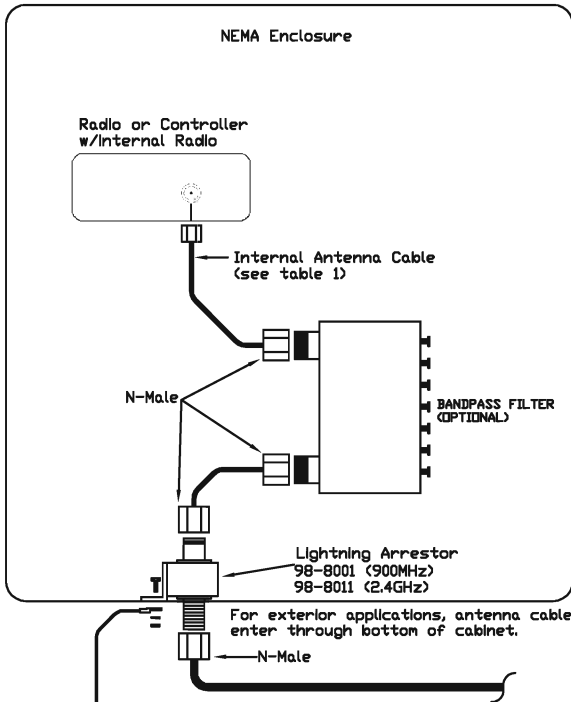 NEMA Enclosure
Radio or Controller
w/Internal Radio
Internal Antenna Cable
(see table 1)
N-Male
BANDPASS FILTER
(OPTIONAL)
Lightning Arrestor
98-8001 (900MHz)
98-8011 (2.4GHz)
For exterior applications, antenna cable
enter through bottom of cabinet.
N-Male